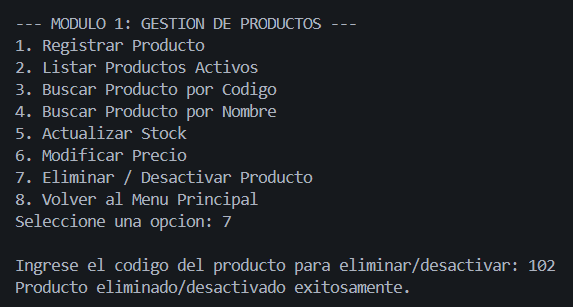 --- MODULO 1: GESTION DE PRODUCTOS ---
1. Registrar Producto
2. Listar Productos Activos
3. Buscar Producto por Codigo
4. Buscar Producto por Nombre
5. Actualizar Stock
6. Modificar Precio
7. Eliminar / Desactivar Producto
8. Volver al Menu Principal
Seleccione una opcion: 7

Ingrese el codigo del producto para eliminar/desactivar: 102
Producto eliminado/desactivado exitosamente.